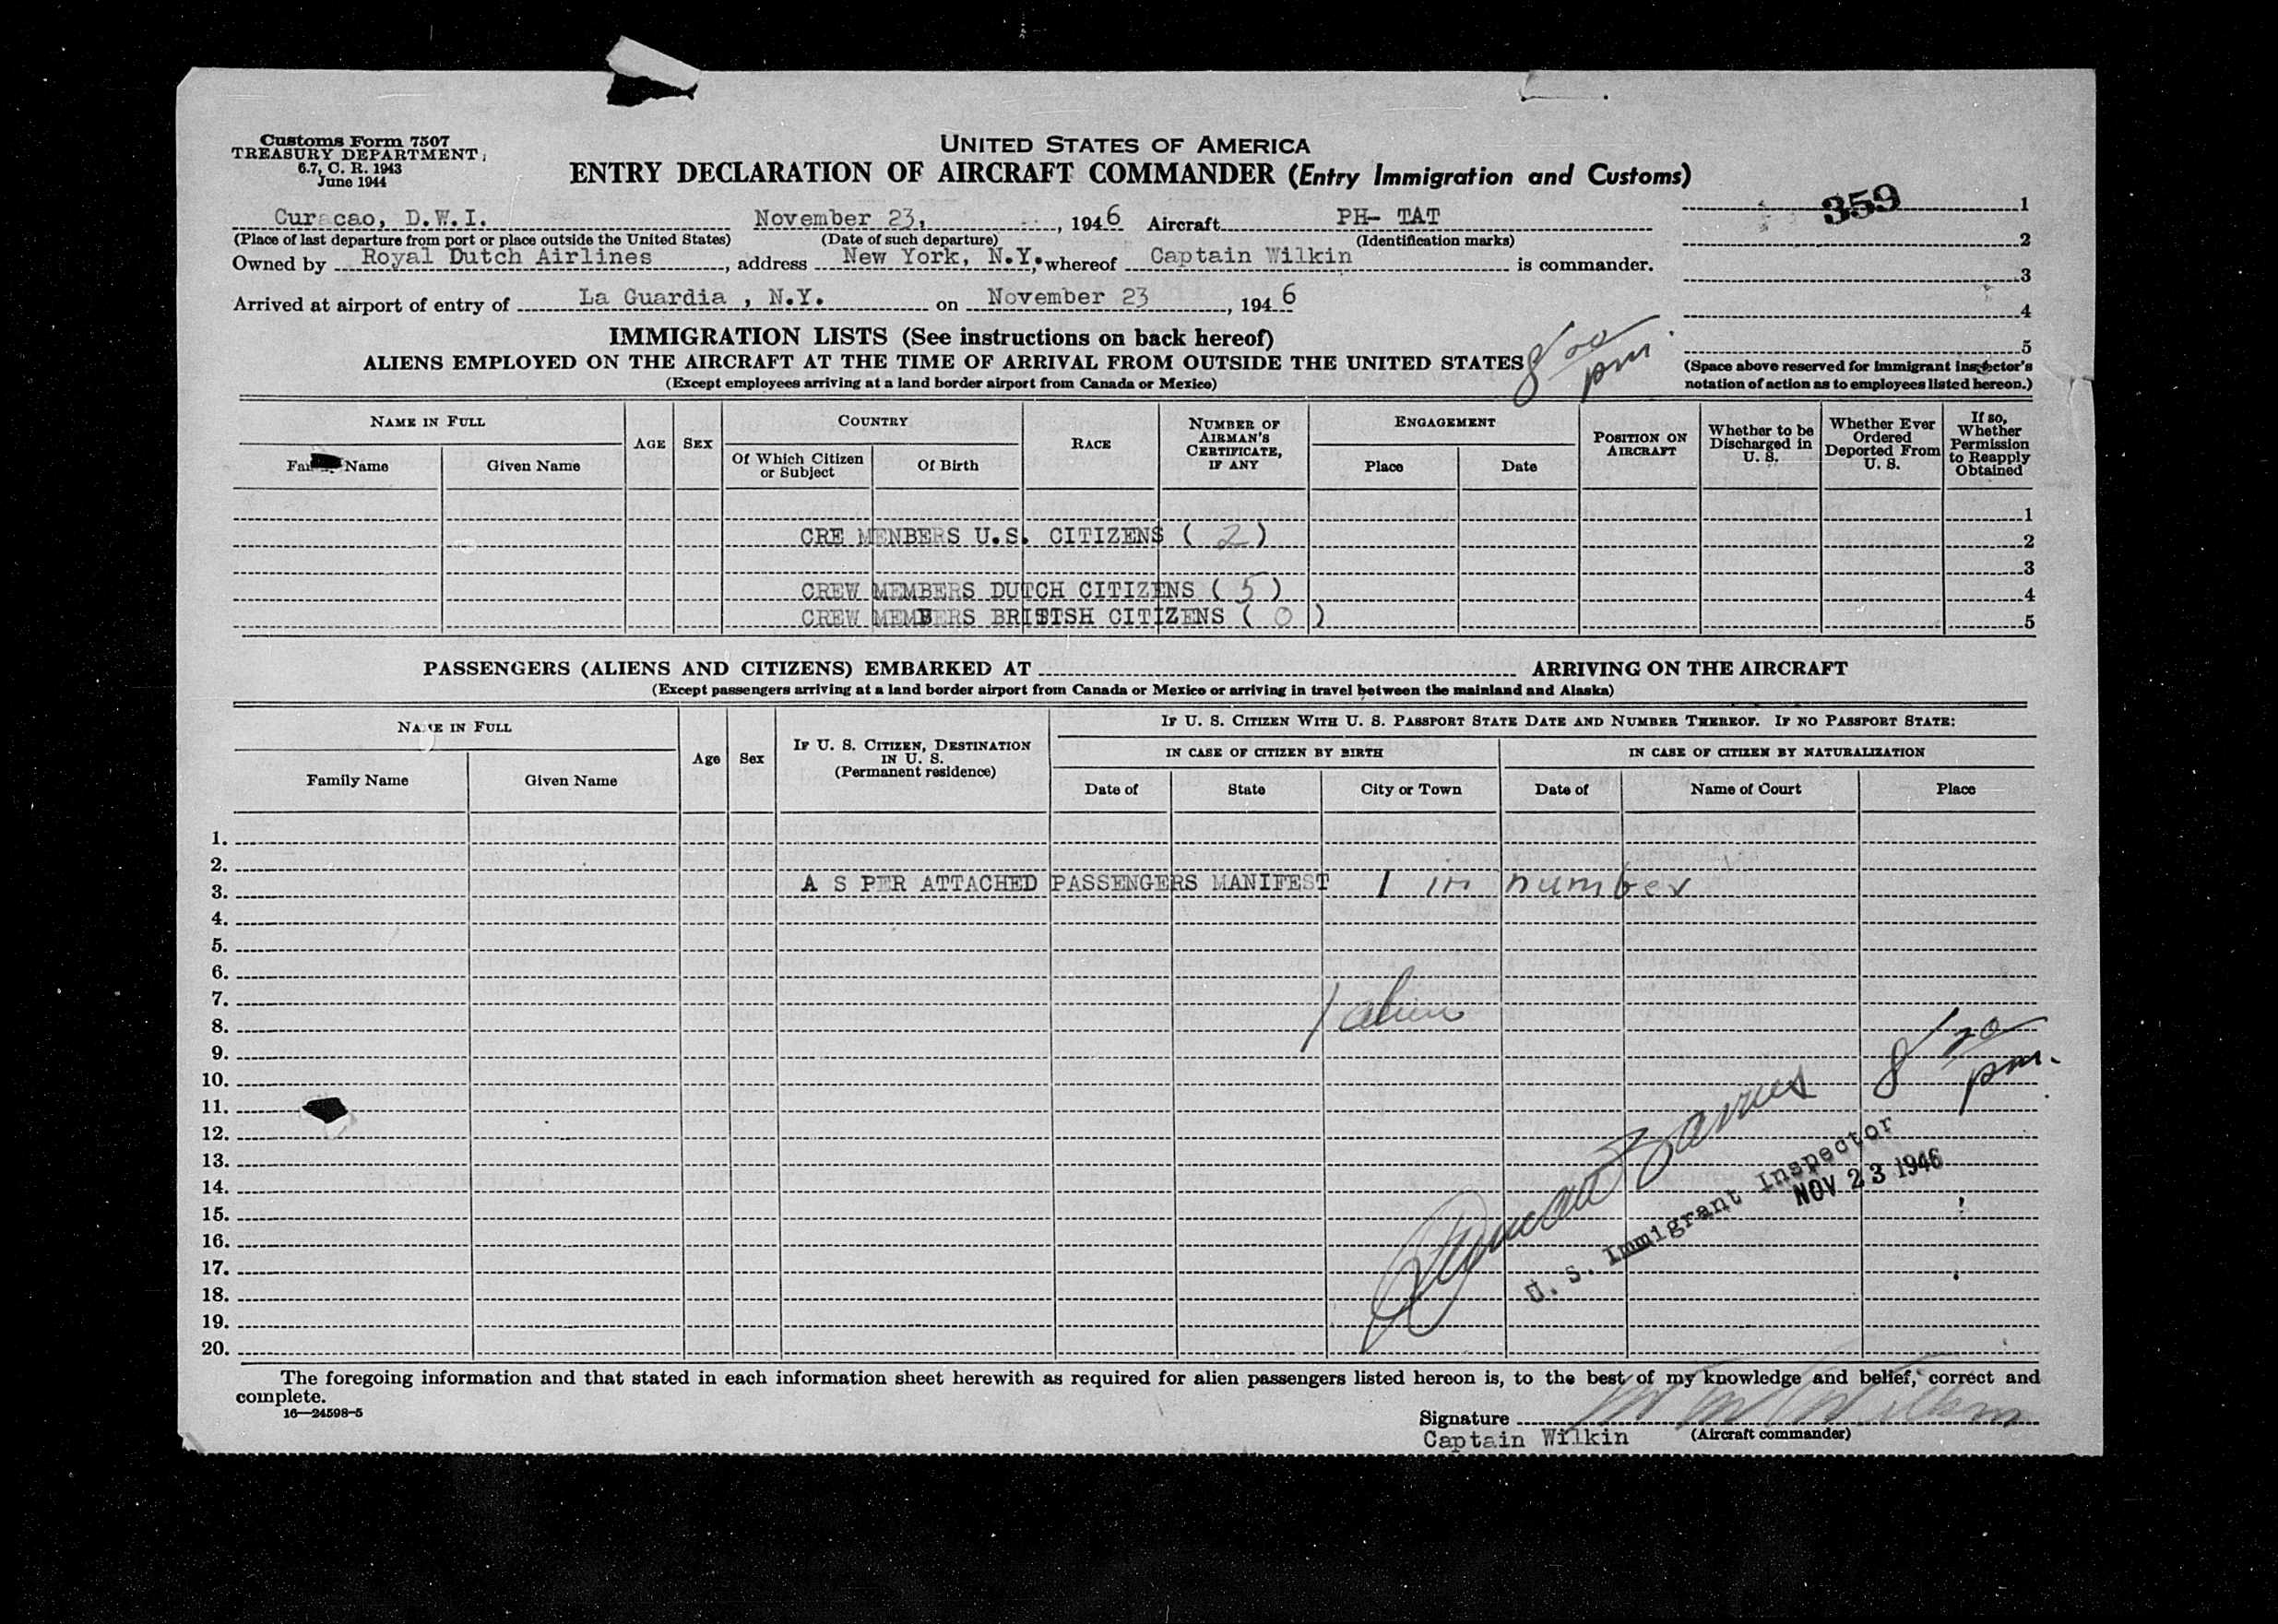 Customs Form 7507
TREASURY DEPARTMENT
6.7, C. R. 1943
June 1944
UNITED STATES OF AMERICA
ENTRY DECLARATION OF AIRCRAFT COMMANDER (Entry Immigration and Customs)
359
Curacao, D.W.I. November 23, 1946 Aircraft PH- TAT
(Place of last departure from port or place outside the United States) (Date of such departure) (Identification marks)
Owned by Royal Dutch Airlines, address New York, N.Y. whereof Captain Wilkin is commander.
Arrived at airport of entry of La Guardia , N.Y. on November 23, 194 6
1
2
3
4
5
(Space above reserved for immigrant inspector's
notation of action as to employees listed hereon.)
IMMIGRATION LISTS (See instructions on back hereof)
ALIENS EMPLOYED ON THE AIRCRAFT AT THE TIME OF ARRIVAL FROM OUTSIDE THE UNITED STATES
8 00 pm.
(Except employees arriving at a land border airport from Canada or Mexico)
NAME IN FULL
Family Name
Given Name
AGE
SEX
COUNTRY
Of Which Citizen
or Subject
Of Birth
RACE
NUMBER OF
AIRMAN'S
CERTIFICATE,
IF ANY
ENGAGEMENT
Place
Date
POSITION ON
AIRCRAFT
Whether to be
Discharged in
U. S.
Whether Ever
Ordered
Deported From
U. S.
If so,
Whether
Permission
to Reapply
Obtained
1
CRE MENBERS U.S. CITIZENS ( 2 ) 2
3
CREW MEMBERS DUTCH CITIZENS ( 5 ) 4
CREW MEMBERS BRITISH CITIZENS ( 0 ) 5
PASSENGERS (ALIENS AND CITIZENS) EMBARKED AT ARRIVING ON THE AIRCRAFT
(Except passengers arriving at a land border airport from Canada or Mexico or arriving in travel between the mainland and Alaska)
NAME IN FULL
Family Name
Given Name
Age
Sex
IF U. S. CITIZEN, DESTINATION
IN U. S.
(Permanent residence)
IF U. S. CITIZEN WITH U. S. PASSPORT STATE DATE AND NUMBER THEREOF. IF NO PASSPORT STATE:
IN CASE OF CITIZEN BY BIRTH
IN CASE OF CITIZEN BY NATURALIZATION
Date of
State
City or Town
Date of
Name of Court
Place
1.
2.
3. A S PER ATTACHED PASSENGERS MANIFEST 1 in number
4.
5.
6.
7.
8. 1 alien
9.
10. 8 20 pm.
11.
12.
13.
14.
15.
16.
17.
18.
19.
20.
Duncan Barnes
U. S. Immigrant Inspector
NOV 23 1946
The foregoing information and that stated in each information sheet herewith as required for alien passengers listed hereon is, to the best of my knowledge and belief, correct and
complete.
16—24598-5
Signature
Captain Wilkin (Aircraft commander)